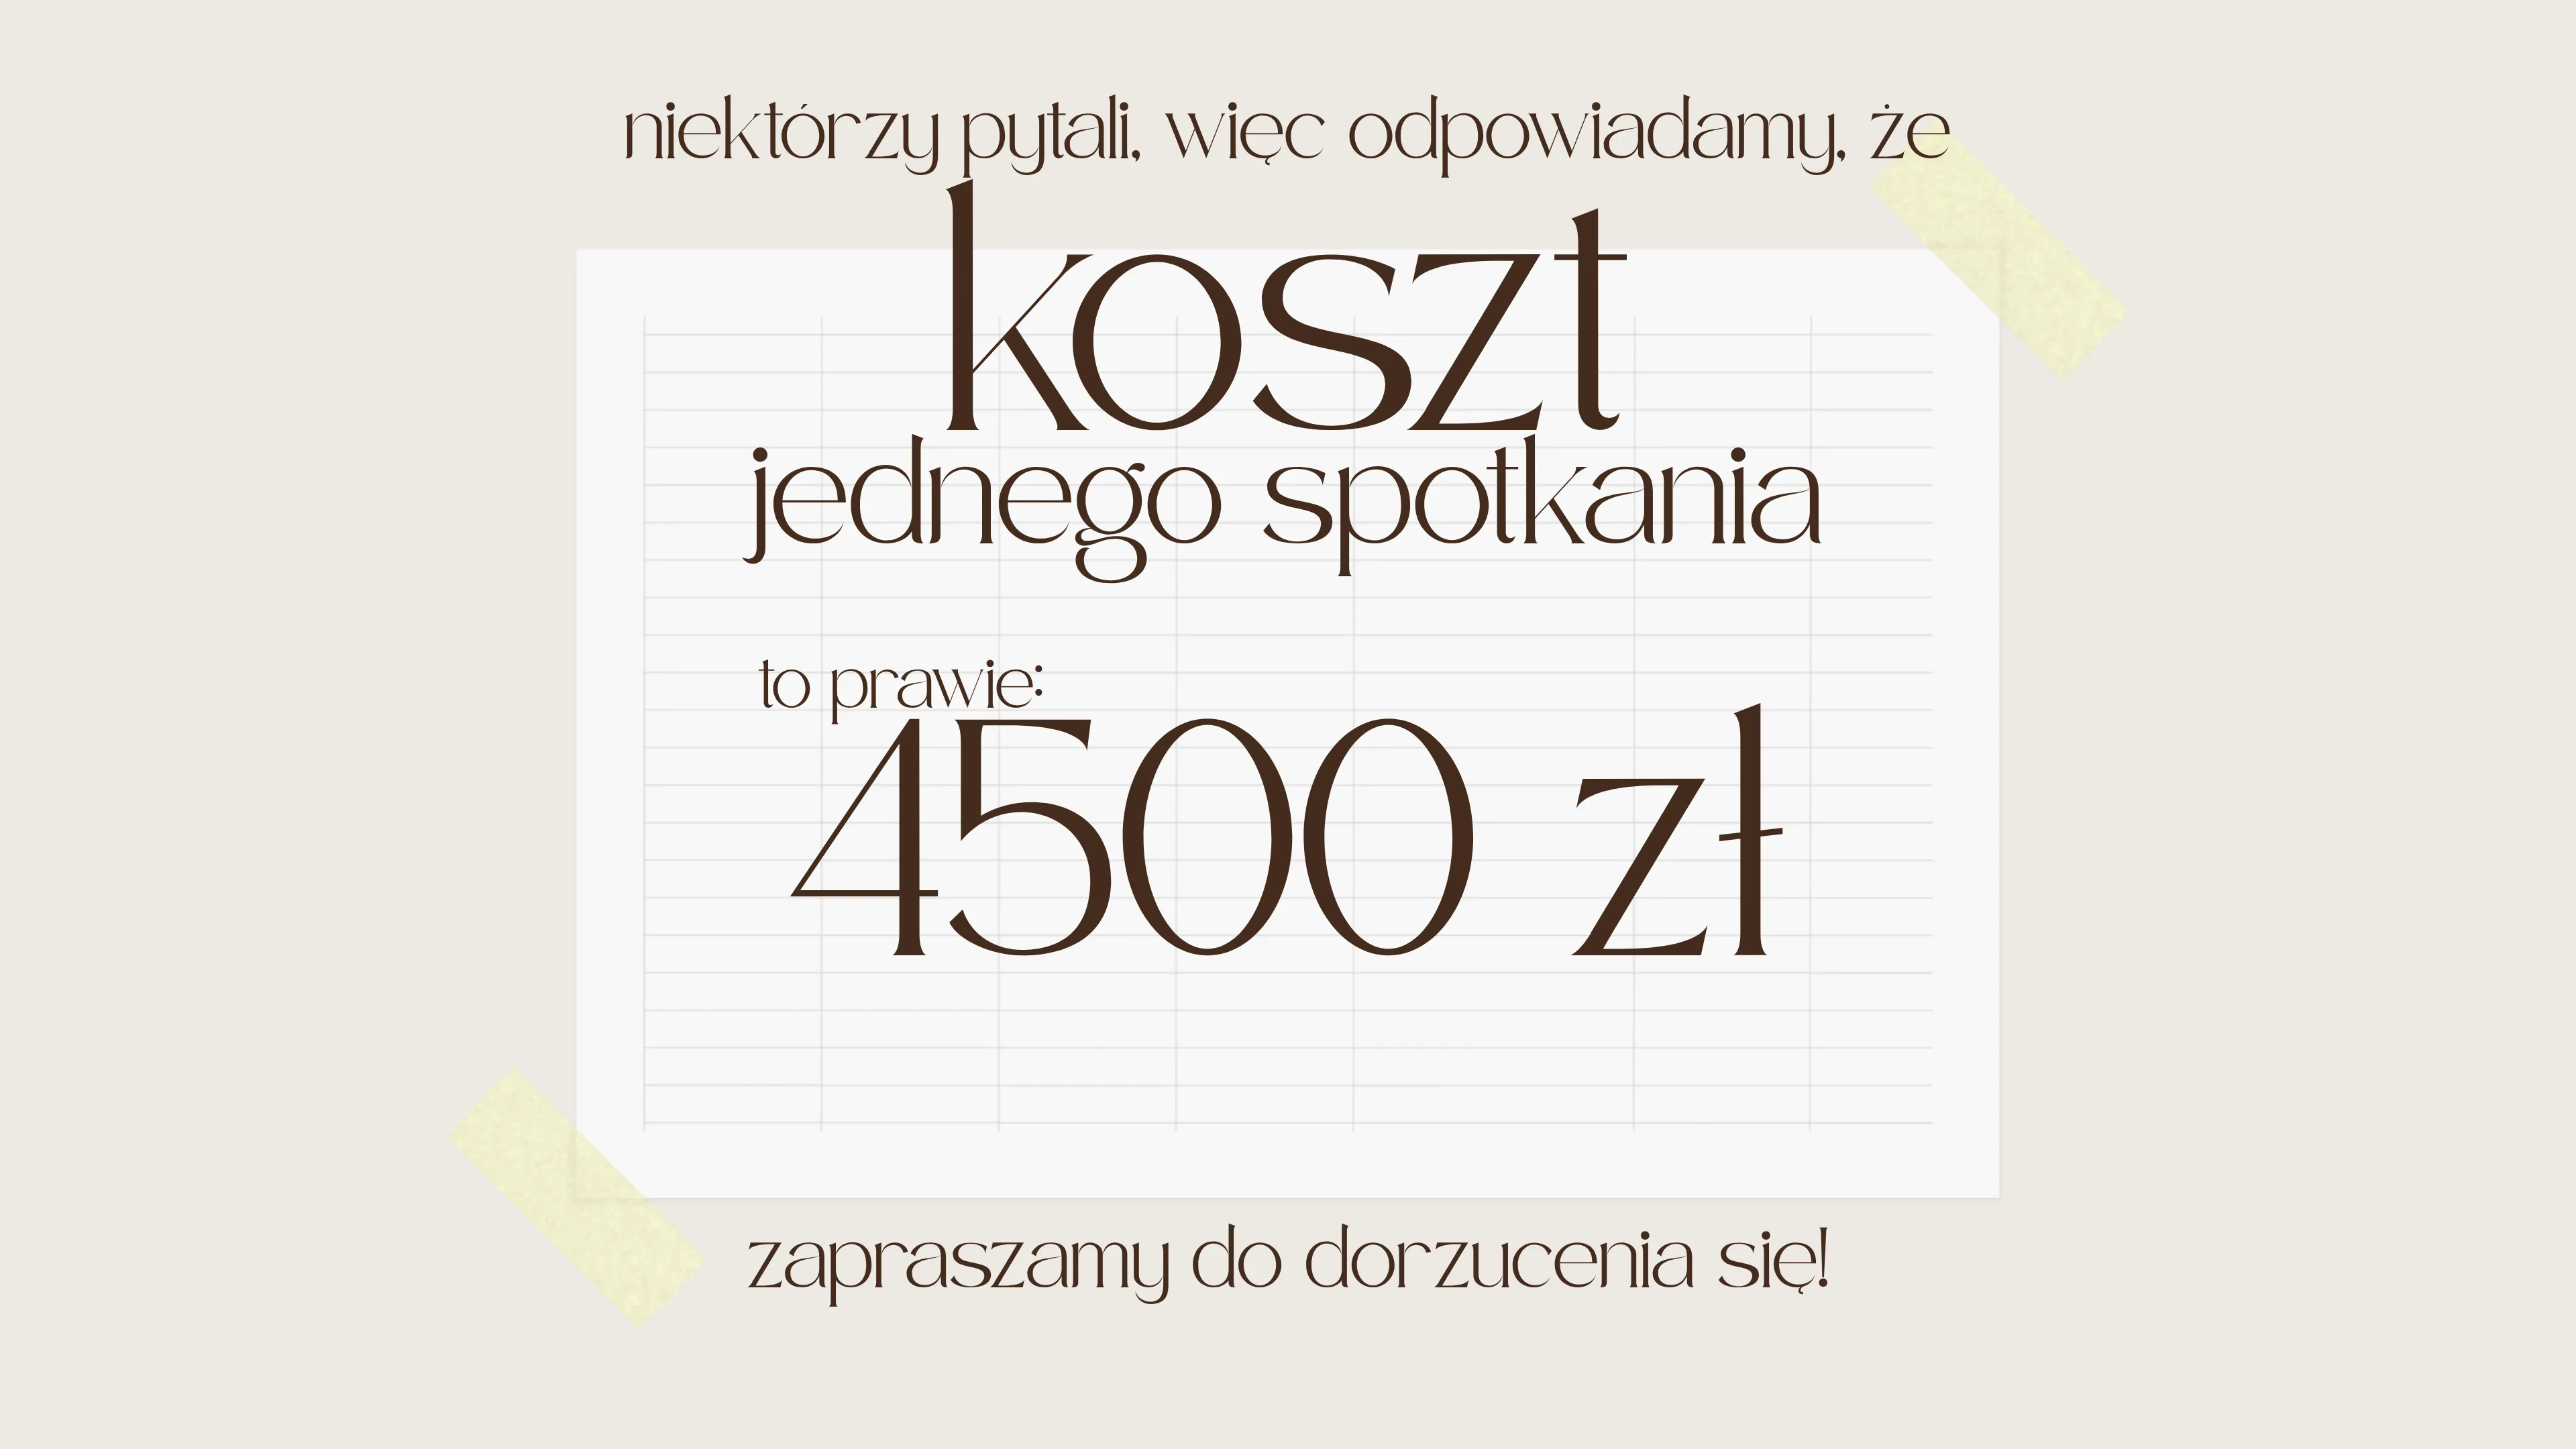 niektórzy pytali, więc odpowiadamy, że
koszt
jednego spotkania
to prawie:
4500 zł
zapraszamy do dorzucenia się!